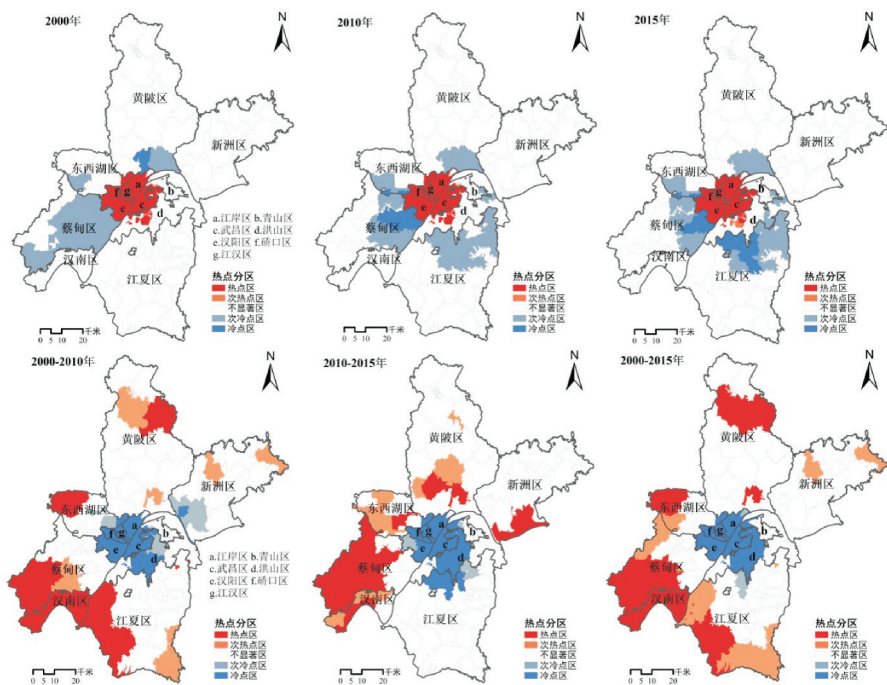 2000年
N
黄陂区
新洲区
东西湖区
a
f g
b
e c
d
蔡甸区
汉南区
江夏区
a.江岸区 b.青山区
c.武昌区 d.洪山区
e.汉阳区 f.硚口区
g.江汉区
热点分区
热点区
次热点区
不显著区
次冷点区
冷点区
0 5 10 20 千米
2010年
N
黄陂区
新洲区
东西湖区
a
f g
b
e c
d
蔡甸区
汉南区
江夏区
热点分区
热点区
次热点区
不显著区
次冷点区
冷点区
0 5 10 20 千米
2015年
N
黄陂区
新洲区
东西湖区
a
f g
b
e c
d
蔡甸区
汉南区
江夏区
热点分区
热点区
次热点区
不显著区
次冷点区
冷点区
0 5 10 20 千米
2000-2010年
N
黄陂区
新洲区
东西湖区
a
f g
b
e c
d
蔡甸区
汉南区
江夏区
a.江岸区 b.青山区
c.武昌区 d.洪山区
e.汉阳区 f.硚口区
g.江汉区
热点分区
热点区
次热点区
不显著区
次冷点区
冷点区
0 5 10 20 千米
2010-2015年
N
黄陂区
新洲区
东西湖区
a
f g
b
e c
d
蔡甸区
汉南区
江夏区
热点分区
热点区
次热点区
不显著区
次冷点区
冷点区
0 5 10 20 千米
2000-2015年
N
黄陂区
新洲区
东西湖区
a
f g
b
e c
d
蔡甸区
汉南区
江夏区
热点分区
热点区
次热点区
不显著区
次冷点区
冷点区
0 5 10 20 千米